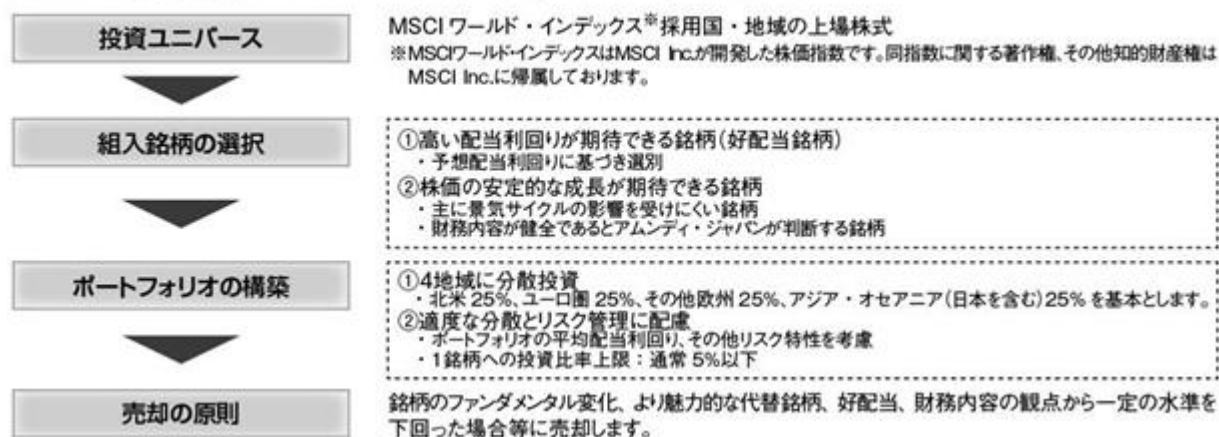 投資ユニバース
MSCI ワールド・インデックス※採用国・地域の上場株式
※MSCIワールド・インデックスはMSCI Inc.が開発した株価指数です。同指数に関する著作権、その他知的財産権は
MSCI Inc.に帰属しております。
組入銘柄の選択
①高い配当利回りが期待できる銘柄(好配当銘柄)
・予想配当利回りに基づき選別
②株価の安定的な成長が期待できる銘柄
・主に景気サイクルの影響を受けにくい銘柄
・財務内容が健全であるとアムンディ・ジャパンが判断する銘柄
ポートフォリオの構築
①4地域に分散投資
・北米 25%、ユーロ圏 25%、その他欧州 25%、アジア・オセアニア(日本を含む)25% を基本とします。
②適度な分散とリスク管理に配慮
・ポートフォリオの平均配当利回り、その他リスク特性を考慮
・1銘柄への投資比率上限：通常 5%以下
売却の原則
銘柄のファンダメンタル変化、より魅力的な代替銘柄、好配当、財務内容の観点から一定の水準を
下回った場合等に売却します。